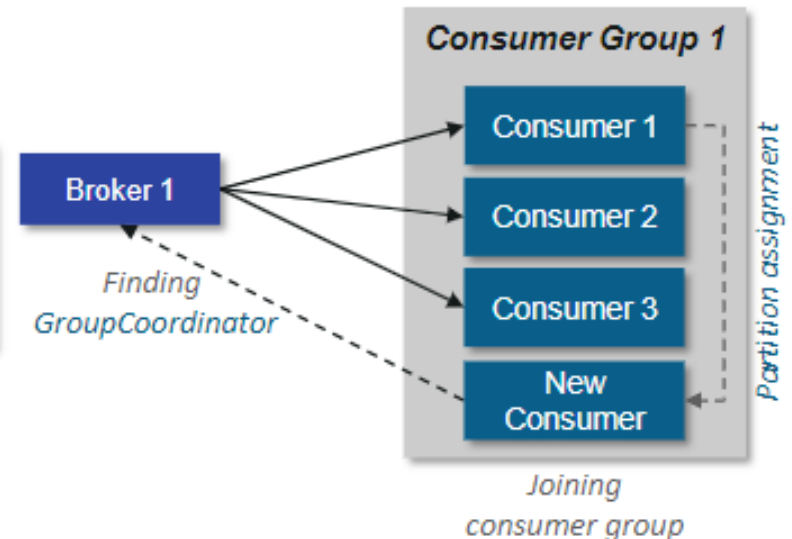 Consumer Group 1
Consumer 1
Broker 1
Consumer 2
Finding
GroupCoordinator
Consumer 3
New
Consumer
Partition assignment
Joining
consumer group